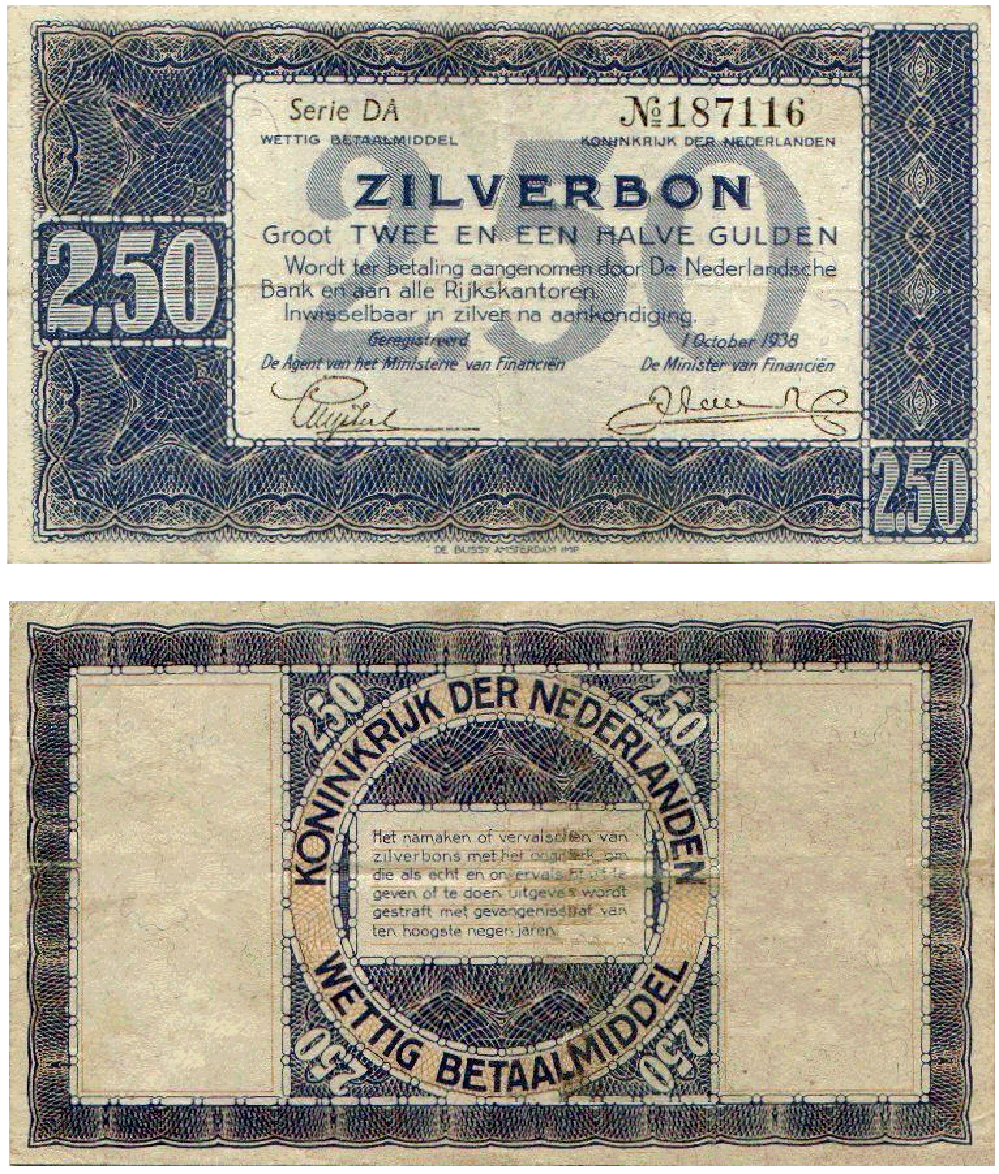 Serie DA
№187116
WETTIG BETAALMIDDEL
KONINKRIJK DER NEDERLANDEN
ZILVERBON
Groot TWEE EN EEN HALVE GULDEN
Wordt ter betaling aangenomen door De Nederlandsche
Bank en aan alle Rijkskantoren.
Inwisselbaar in zilver na aankondiging.
Geregistreerd
1 October 1938
De Agent van het Ministerie van Financiën
De Minister van Financiën
2.50
2.50
2.50
DE BUSSY AMSTERDAM IMP
KONINKRIJK DER NEDERLANDEN
2.50
2.50
Het namaken of vervalschen van
zilverbons met het oogmerk om
die als echt en onvervalscht uit te
geven of te doen uitgeven wordt
gestraft met gevangenisstraf van
ten hoogste negen jaren.
2.50
2.50
WETTIG BETAALMIDDEL